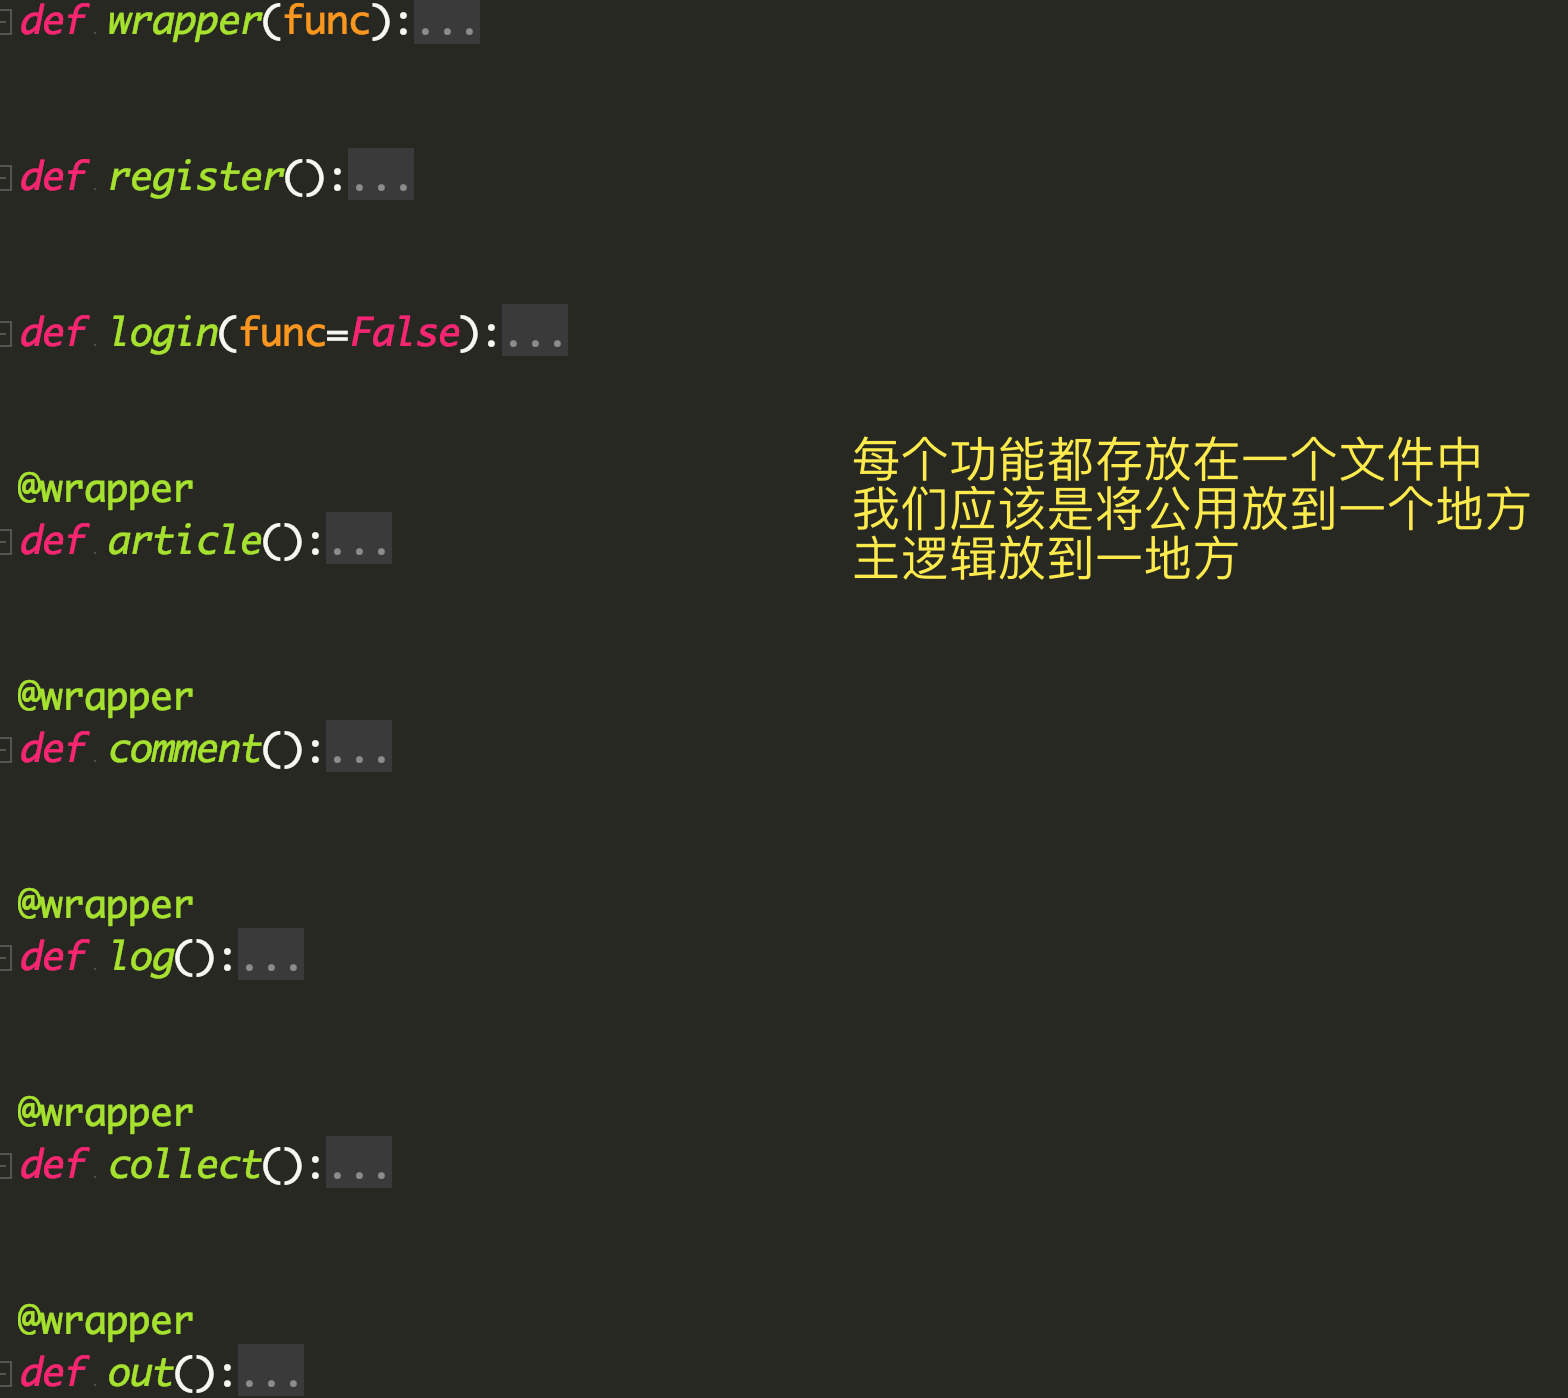 def wrapper(func):...
def register():...
def login(func=False):...
@wrapper
def article():...
每个功能都存放在一个文件中
我们应该是将公用放到一个地方
主逻辑放到一地方
@wrapper
def comment():...
@wrapper
def log():...
@wrapper
def collect():...
@wrapper
def out():...